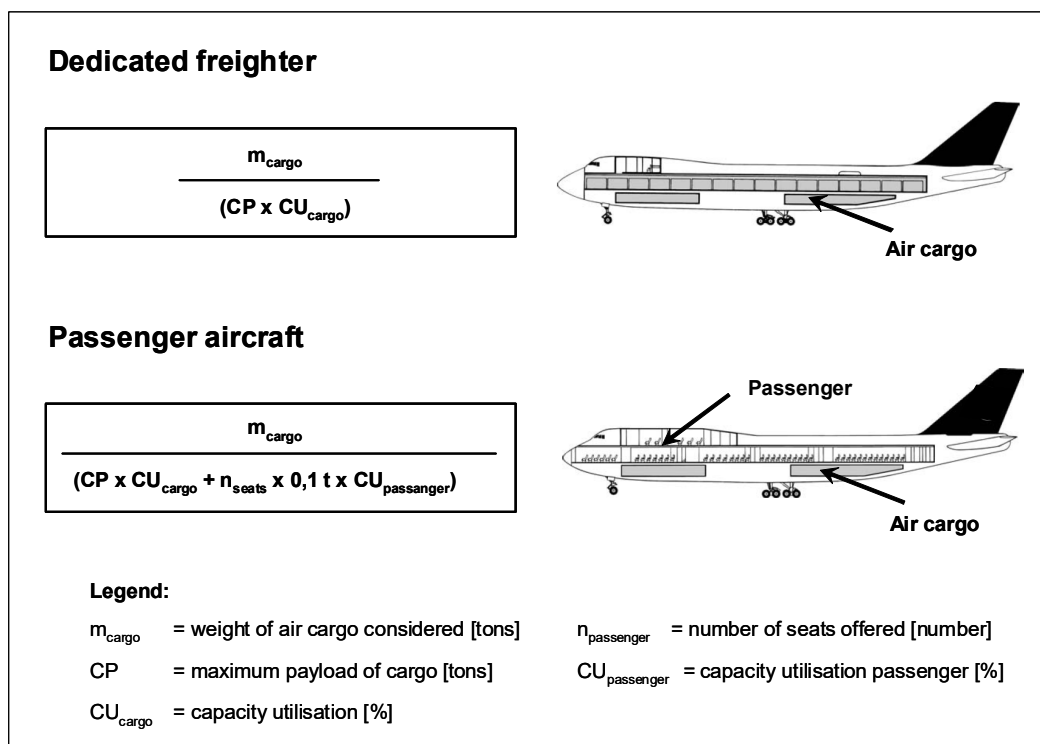 Dedicated freighter
m_cargo
(CP x CU_cargo)
Air cargo
Passenger aircraft
Passenger
m_cargo
(CP x CU_cargo + n_seats x 0,1 t x CU_passanger)
Air cargo
Legend:
m_cargo = weight of air cargo considered [tons]
n_passenger = number of seats offered [number]
CP = maximum payload of cargo [tons]
CU_passenger = capacity utilisation passenger [%]
CU_cargo = capacity utilisation [%]